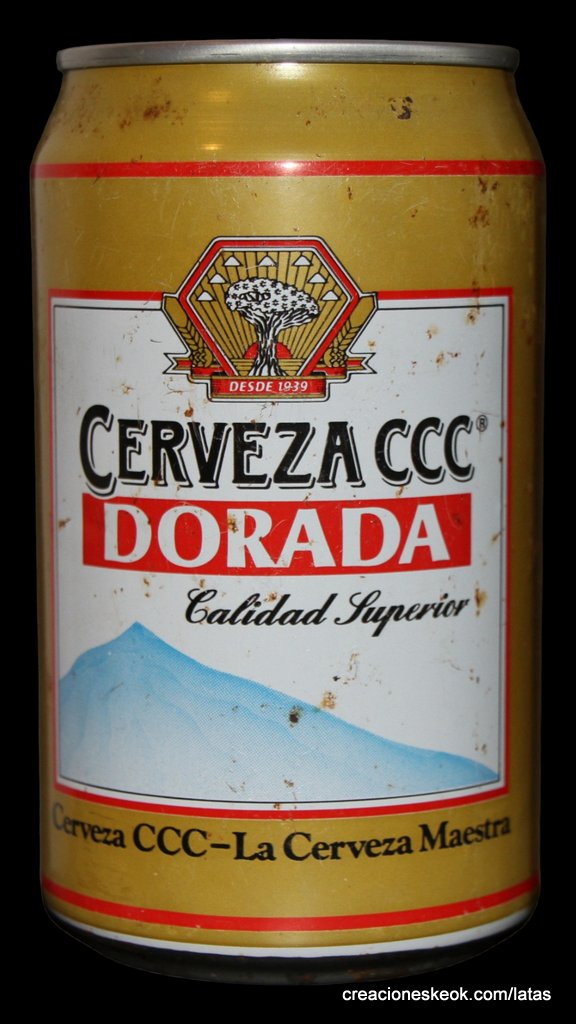 DESDE 1939
CERVEZA CCC®
DORADA
Calidad Superior
Cerveza CCC-La Cerveza Maestra
creacioneskeok.com/latas